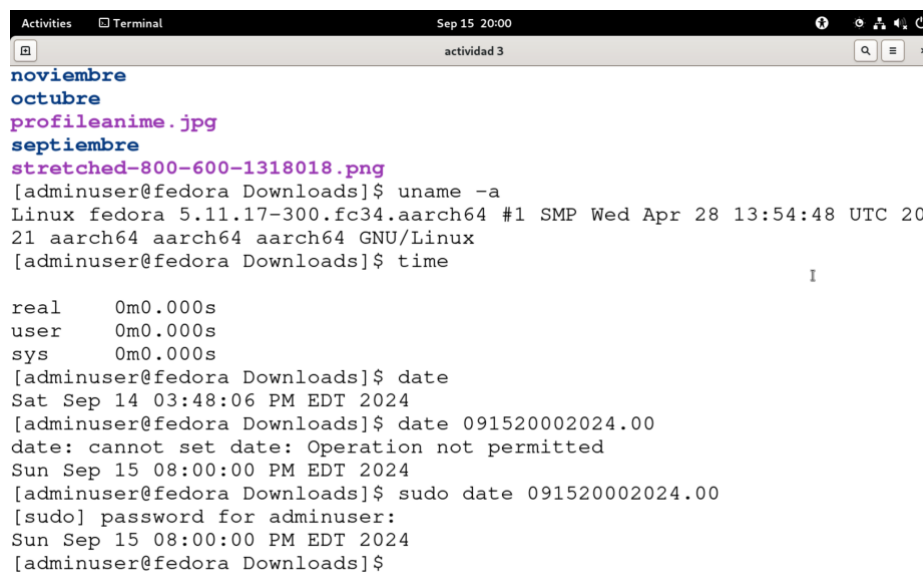 Activities Terminal Sep 15 20:00
actividad 3
noviembre
octubre
profileanime.jpg
septiembre
stretched-800-600-1318018.png
[adminuser@fedora Downloads]$ uname -a
Linux fedora 5.11.17-300.fc34.aarch64 #1 SMP Wed Apr 28 13:54:48 UTC 20
21 aarch64 aarch64 aarch64 GNU/Linux
[adminuser@fedora Downloads]$ time
real 0m0.000s
user 0m0.000s
sys 0m0.000s
[adminuser@fedora Downloads]$ date
Sat Sep 14 03:48:06 PM EDT 2024
[adminuser@fedora Downloads]$ date 091520002024.00
date: cannot set date: Operation not permitted
Sun Sep 15 08:00:00 PM EDT 2024
[adminuser@fedora Downloads]$ sudo date 091520002024.00
[sudo] password for adminuser:
Sun Sep 15 08:00:00 PM EDT 2024
[adminuser@fedora Downloads]$